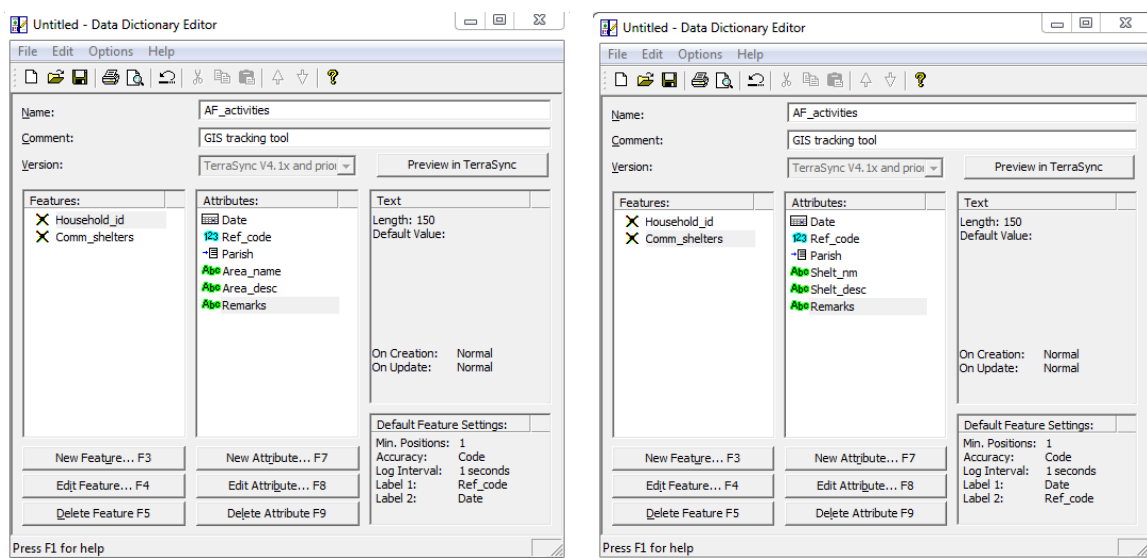 Untitled - Data Dictionary Editor
File Edit Options Help
Name: AF_activities
Comment: GIS tracking tool
Version: TerraSync V4.1x and prior Preview in TerraSync
Features: Attributes: Text
Household_id Date Length: 150
Comm_shelters 123 Ref_code Default Value:
Parish
Abc Area_name
Abc Area_desc
Abc Remarks
On Creation: Normal
On Update: Normal
Default Feature Settings:
Min. Positions: 1
New Feature... F3 New Attribute... F7 Accuracy: Code
Log Interval: 1 seconds
Edit Feature... F4 Edit Attribute... F8 Label 1: Ref_code
Label 2: Date
Delete Feature F5 Delete Attribute F9
Press F1 for help
Untitled - Data Dictionary Editor
File Edit Options Help
Name: AF_activities
Comment: GIS tracking tool
Version: TerraSync V4.1x and prior Preview in TerraSync
Features: Attributes: Text
Household_id Date Length: 150
Comm_shelters 123 Ref_code Default Value:
Parish
Abc Shelt_nm
Abc Shelt_desc
Abc Remarks
On Creation: Normal
On Update: Normal
Default Feature Settings:
Min. Positions: 1
New Feature... F3 New Attribute... F7 Accuracy: Code
Log Interval: 1 seconds
Edit Feature... F4 Edit Attribute... F8 Label 1: Date
Label 2: Ref_code
Delete Feature F5 Delete Attribute F9
Press F1 for help